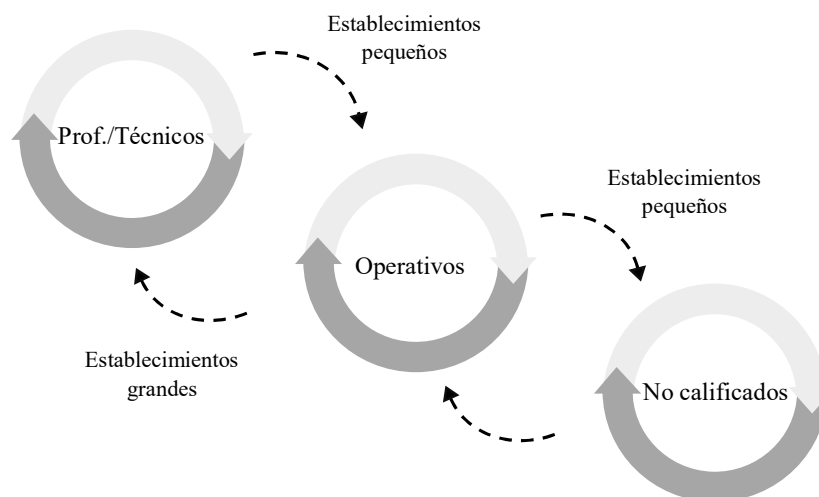 Establecimientos
pequeños
Prof./Técnicos
Establecimientos
pequeños
Operativos
Establecimientos
grandes
No calificados